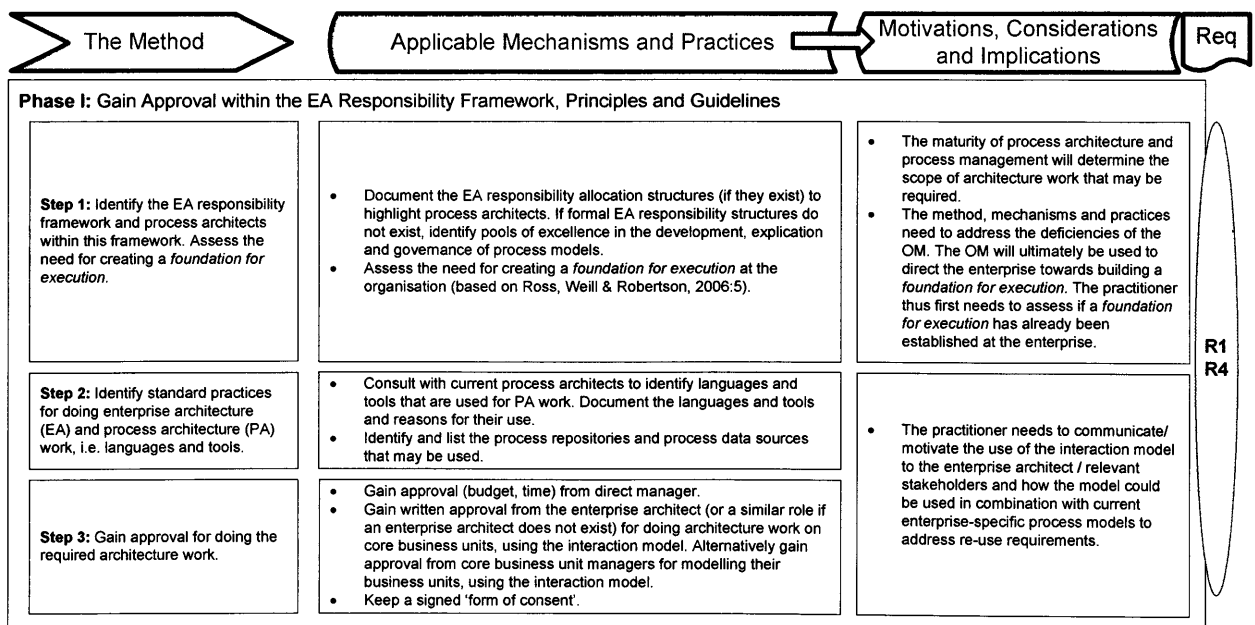 The Method
Applicable Mechanisms and Practices
Motivations, Considerations
and Implications
Req
Phase I: Gain Approval within the EA Responsibility Framework, Principles and Guidelines
Step 1: Identify the EA responsibility
framework and process architects
within this framework. Assess the
need for creating a foundation for
execution.
• Document the EA responsibility allocation structures (if they exist) to
highlight process architects. If formal EA responsibility structures do
not exist, identify pools of excellence in the development, explication
and governance of process models.
• Assess the need for creating a foundation for execution at the
organisation (based on Ross, Weill & Robertson, 2006:5).
• The maturity of process architecture and
process management will determine the
scope of architecture work that may be
required.
• The method, mechanisms and practices
need to address the deficiencies of the
OM. The OM will ultimately be used to
direct the enterprise towards building a
foundation for execution. The practitioner
thus first needs to assess if a foundation
for execution has already been
established at the enterprise.
R1
R4
Step 2: Identify standard practices
for doing enterprise architecture
(EA) and process architecture (PA)
work, i.e. languages and tools.
• Consult with current process architects to identify languages and
tools that are used for PA work. Document the languages and tools
and reasons for their use.
• Identify and list the process repositories and process data sources
that may be used.
• The practitioner needs to communicate/
motivate the use of the interaction model
to the enterprise architect / relevant
stakeholders and how the model could
be used in combination with current
enterprise-specific process models to
address re-use requirements.
Step 3: Gain approval for doing the
required architecture work.
• Gain approval (budget, time) from direct manager.
• Gain written approval from the enterprise architect (or a similar role if
an enterprise architect does not exist) for doing architecture work on
core business units, using the interaction model. Alternatively gain
approval from core business unit managers for modelling their
business units, using the interaction model.
• Keep a signed 'form of consent'.